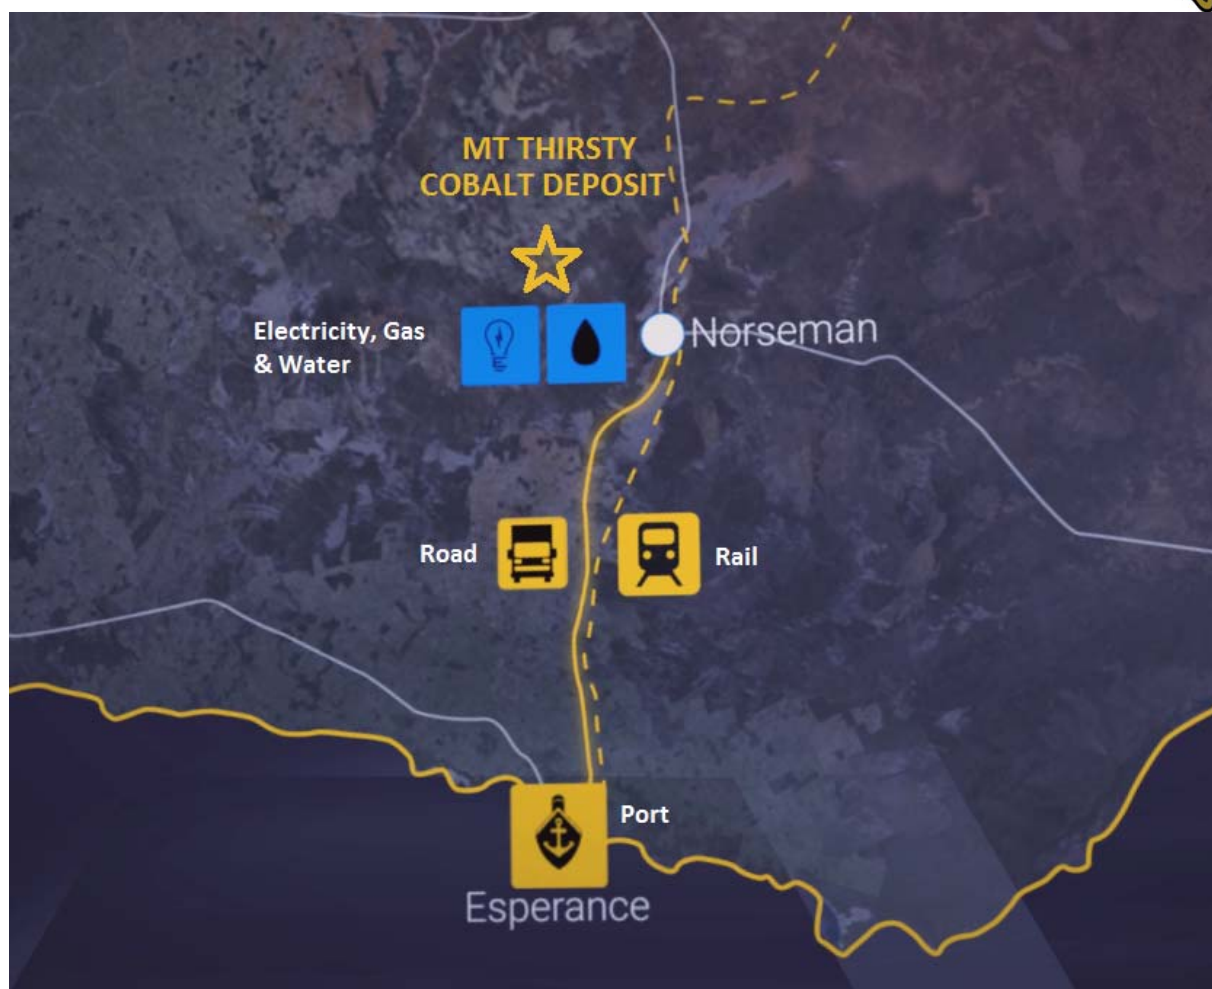 MT THIRSTY
COBALT DEPOSIT
Electricity, Gas
& Water
Norseman
Road
Rail
Port
Esperance